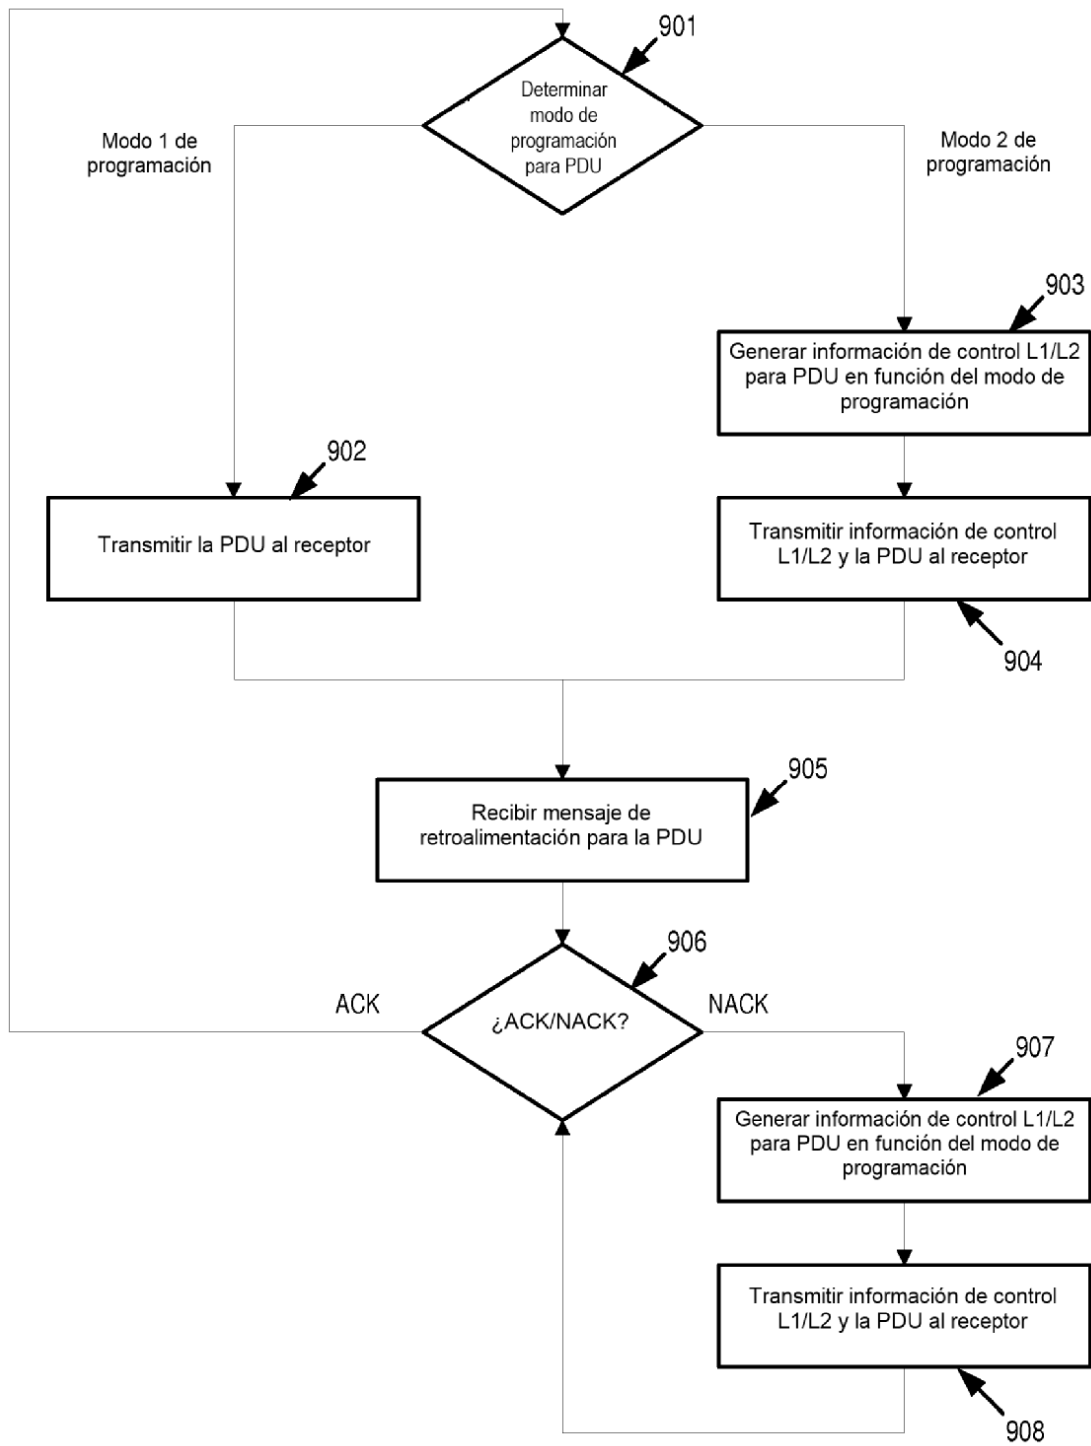 901
Determinar
modo de
programación
para PDU
Modo 1 de
programación
Modo 2 de
programación
903
Generar información de control L1/L2
para PDU en función del modo de
programación
902
Transmitir la PDU al receptor
Transmitir información de control
L1/L2 y la PDU al receptor
904
905
Recibir mensaje de
retroalimentación para la PDU
906
ACK
¿ACK/NACK?
NACK
907
Generar información de control L1/L2
para PDU en función del modo de
programación
Transmitir información de control
L1/L2 y la PDU al receptor
908